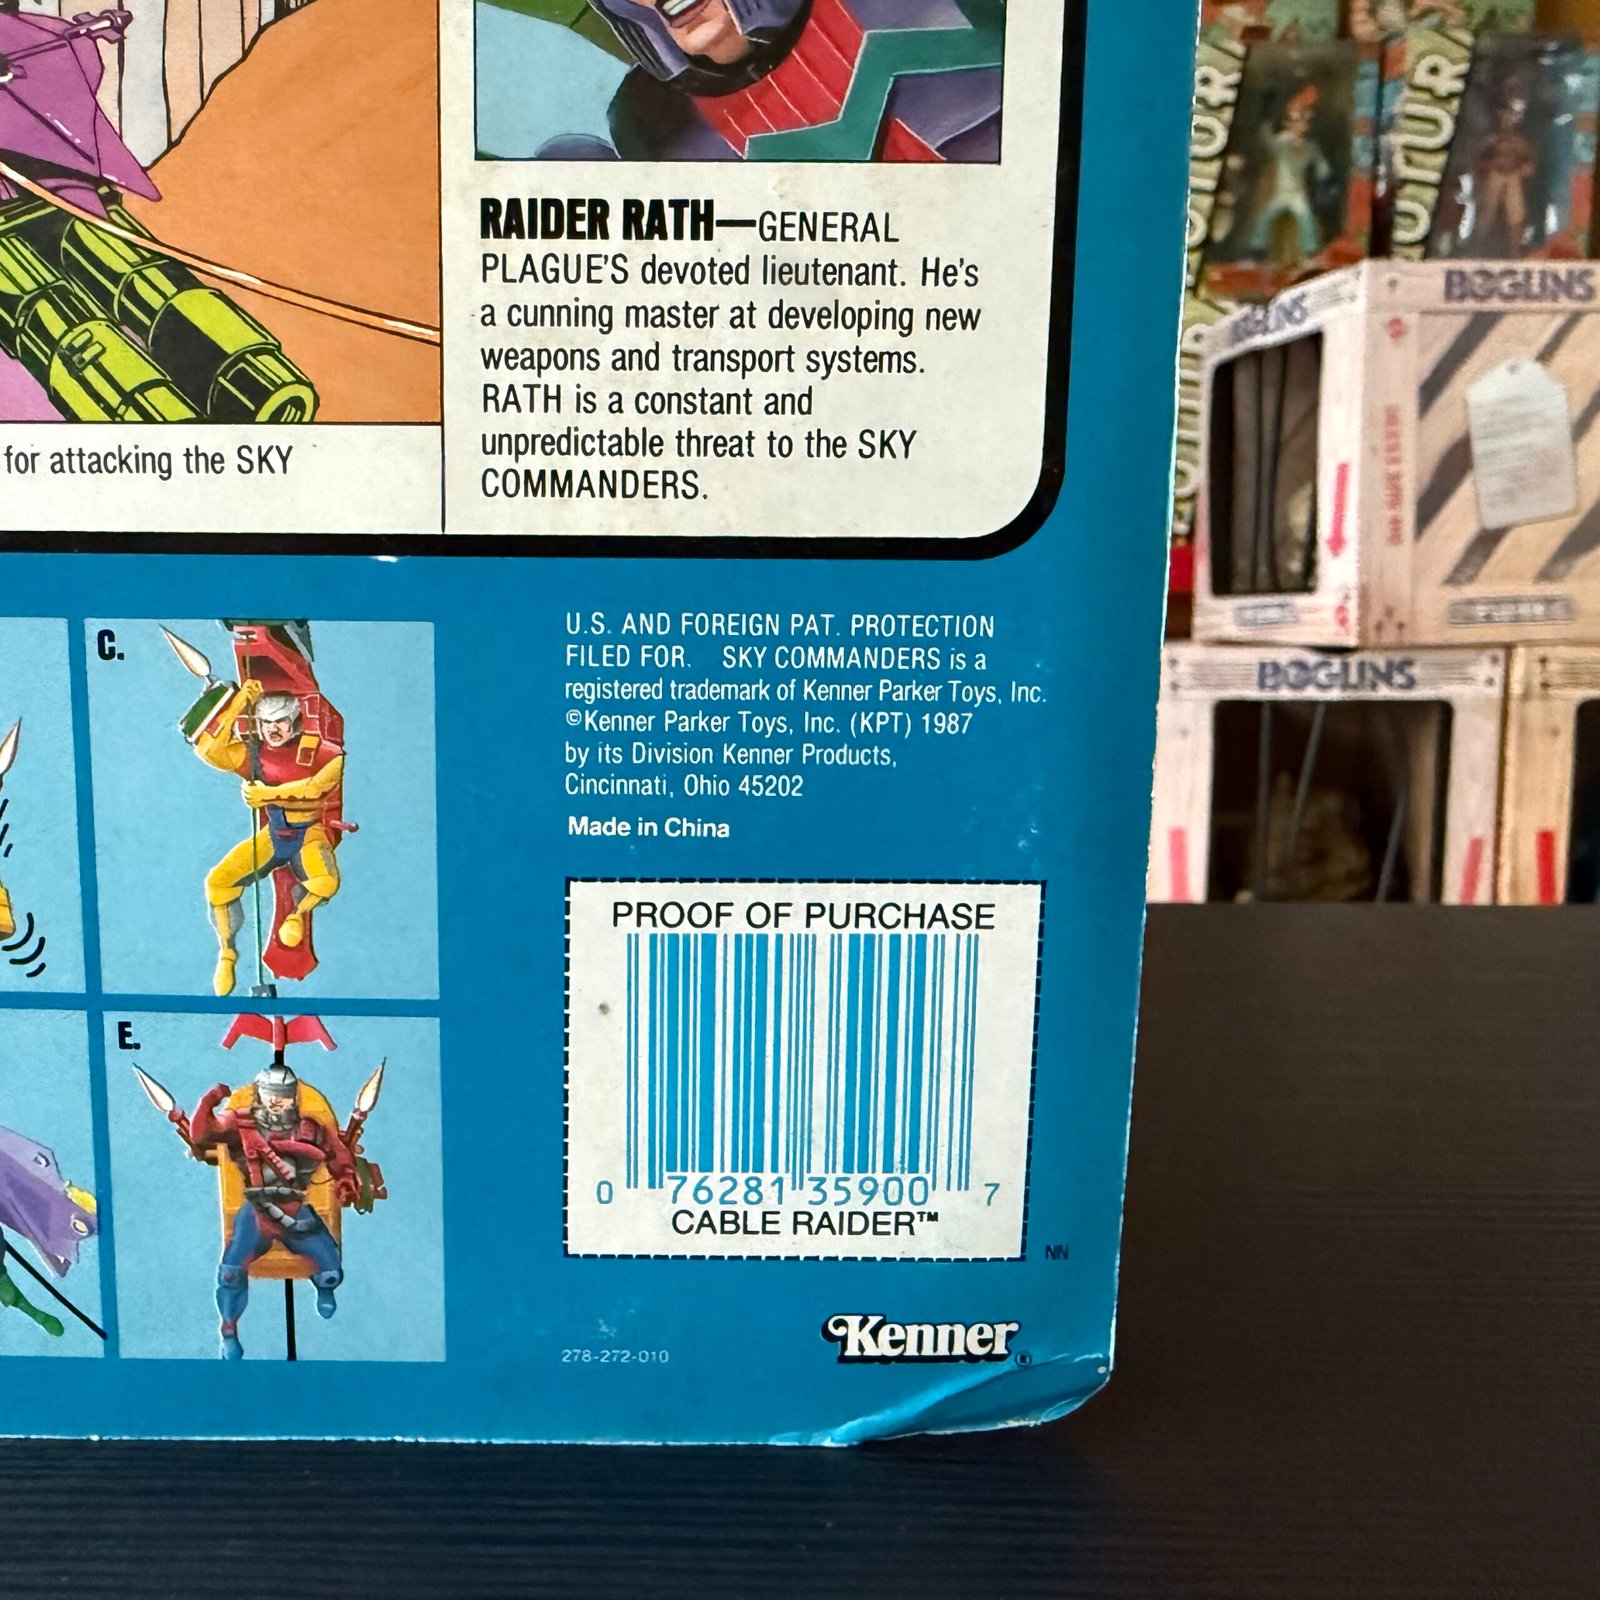 RAIDER RATH—GENERAL
PLAGUE'S devoted lieutenant. He's
a cunning master at developing new
weapons and transport systems.
RATH is a constant and
unpredictable threat to the SKY
COMMANDERS.
for attacking the SKY
C.
E.
U.S. AND FOREIGN PAT. PROTECTION
FILED FOR. SKY COMMANDERS is a
registered trademark of Kenner Parker Toys, Inc.
©Kenner Parker Toys, Inc. (KPT) 1987
by its Division Kenner Products,
Cincinnati, Ohio 45202
Made in China
PROOF OF PURCHASE
0 76281 35900 7
CABLE RAIDER™
NN
278-272-010
Kenner®
BOGLINS
BOGLINS
BOGLINS